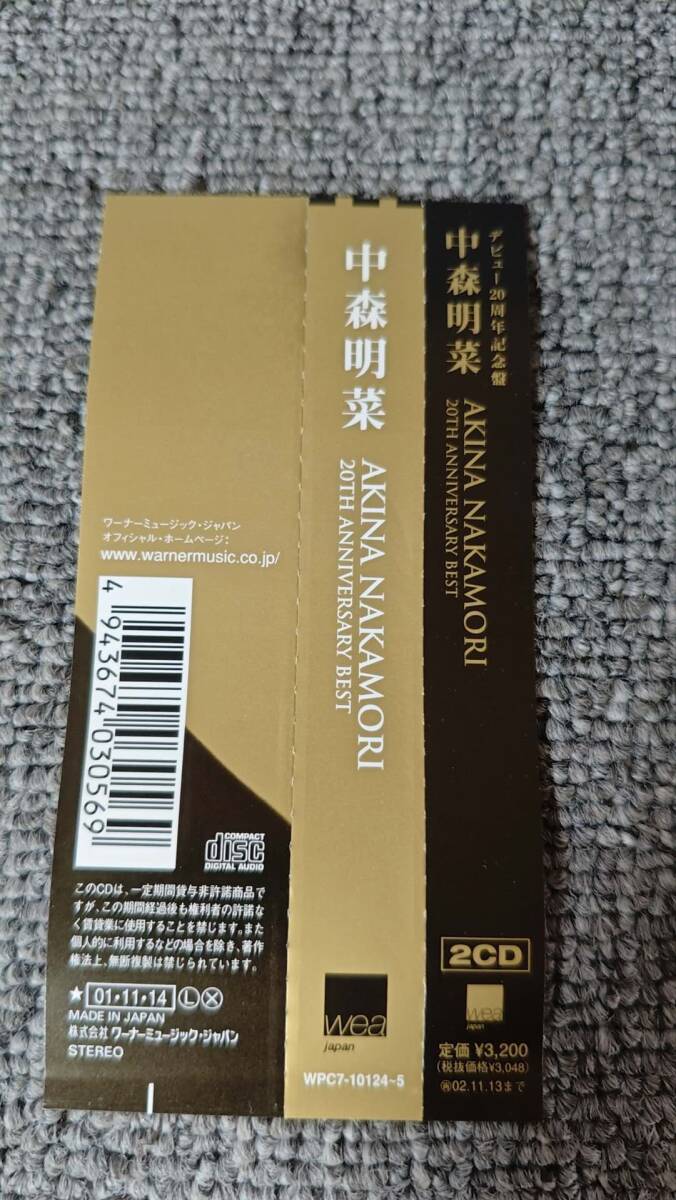 デビュー20周年記念盤
中森明菜
AKINA NAKAMORI
20TH ANNIVERSARY BEST
2CD
wea
japan
定価 ¥3,200
(税抜価格¥3,048)
㊢02.11.13まで
中森明菜
AKINA NAKAMORI
20TH ANNIVERSARY BEST
wea
japan
WPC7-10124~5
ワーナーミュージック・ジャパン
オフィシャル・ホームページ:
www.warnermusic.co.jp/
4943674030569
COMPACT
disc
DIGITAL AUDIO
このCDは、一定期間貸与非許諾商品で
すが、この期間経過後も権利者の許諾な
く賃貸業に使用することを禁じます。また
個人的に利用するなどの場合を除き、著作
権法上、無断複製は禁じられています。
★ 01・11・14 Ⓛ Ⓧ
MADE IN JAPAN
株式会社 ワーナーミュージック・ジャパン
STEREO